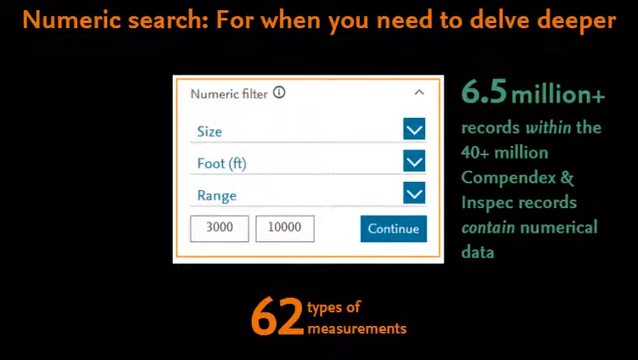 Numeric search: For when you need to delve deeper
Numeric filter
Size
Foot (ft)
Range
3000 10000 Continue
6.5 million+
records within the
40+ million
Compendex &
Inspec records
contain numerical
data
62 types of
measurements